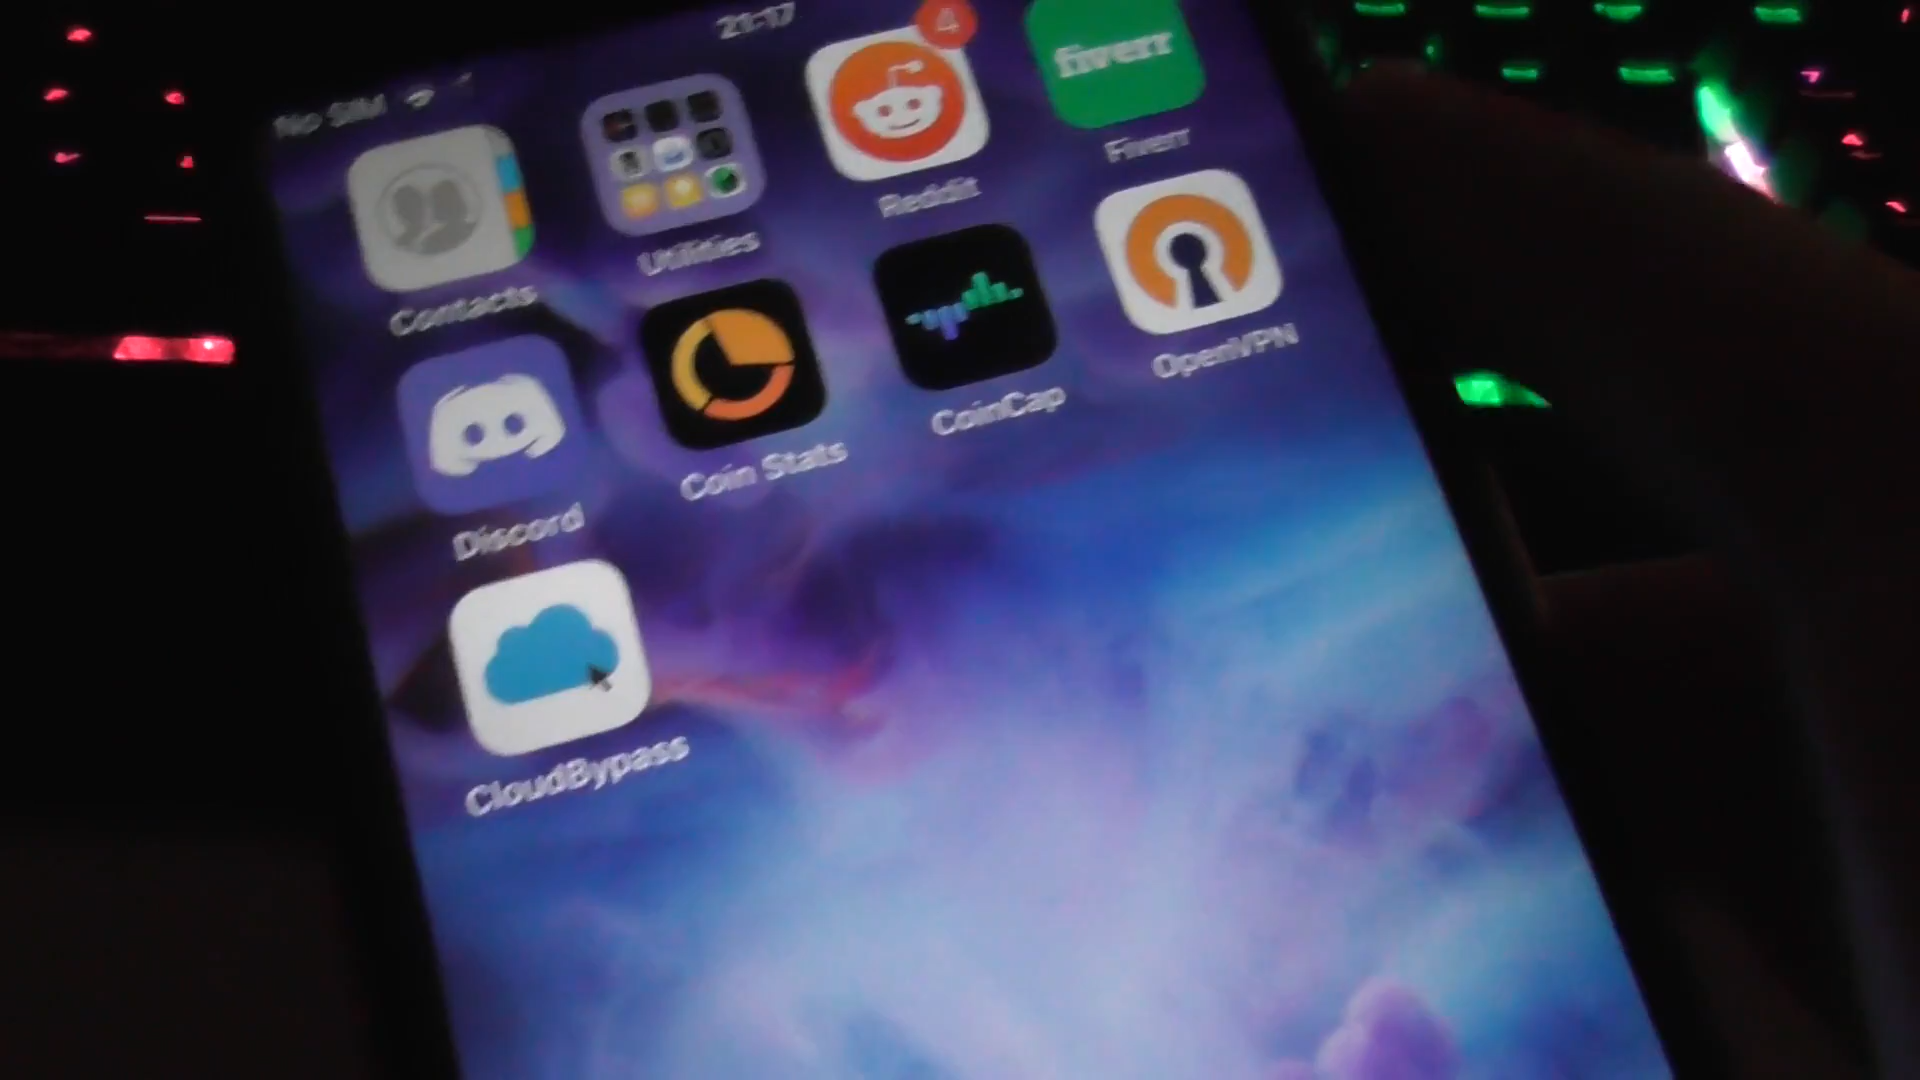 21:17
No SIM
4
fiverr
Contacts
Utilities
Reddit
Fiverr
Discord
Coin Stats
CoinCap
OpenVPN
CloudBypass